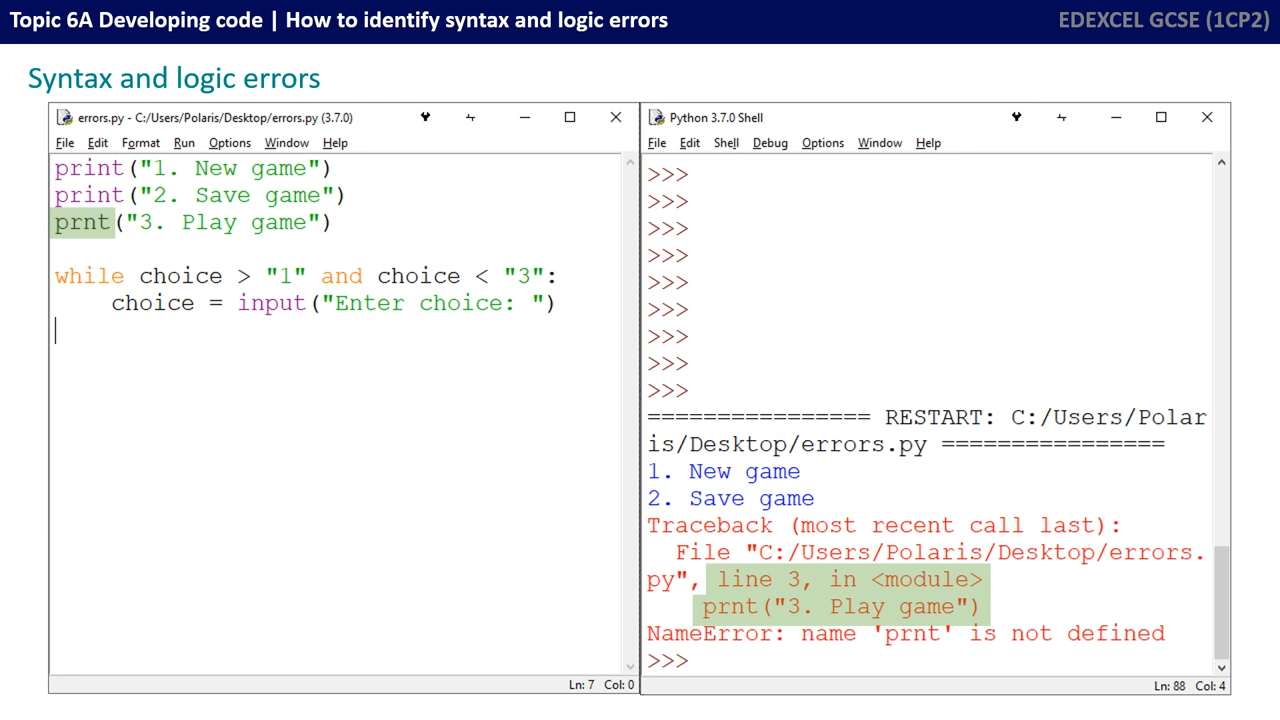 Topic 6A Developing code | How to identify syntax and logic errors
EDEXCEL GCSE (1CP2)
Syntax and logic errors
errors.py - C:/Users/Polaris/Desktop/errors.py (3.7.0)
File Edit Format Run Options Window Help
print("1. New game")
print("2. Save game")
prnt("3. Play game")
while choice > "1" and choice < "3":
    choice = input("Enter choice: ")
Ln: 7 Col: 0
Python 3.7.0 Shell
File Edit Shell Debug Options Window Help
>>>
>>>
>>>
>>>
>>>
>>>
>>>
>>>
>>>
================ RESTART: C:/Users/Polar
is/Desktop/errors.py ================
1. New game
2. Save game
Traceback (most recent call last):
  File "C:/Users/Polaris/Desktop/errors.
py", line 3, in <module>
    prnt("3. Play game")
NameError: name 'prnt' is not defined
>>>
Ln: 88 Col: 4